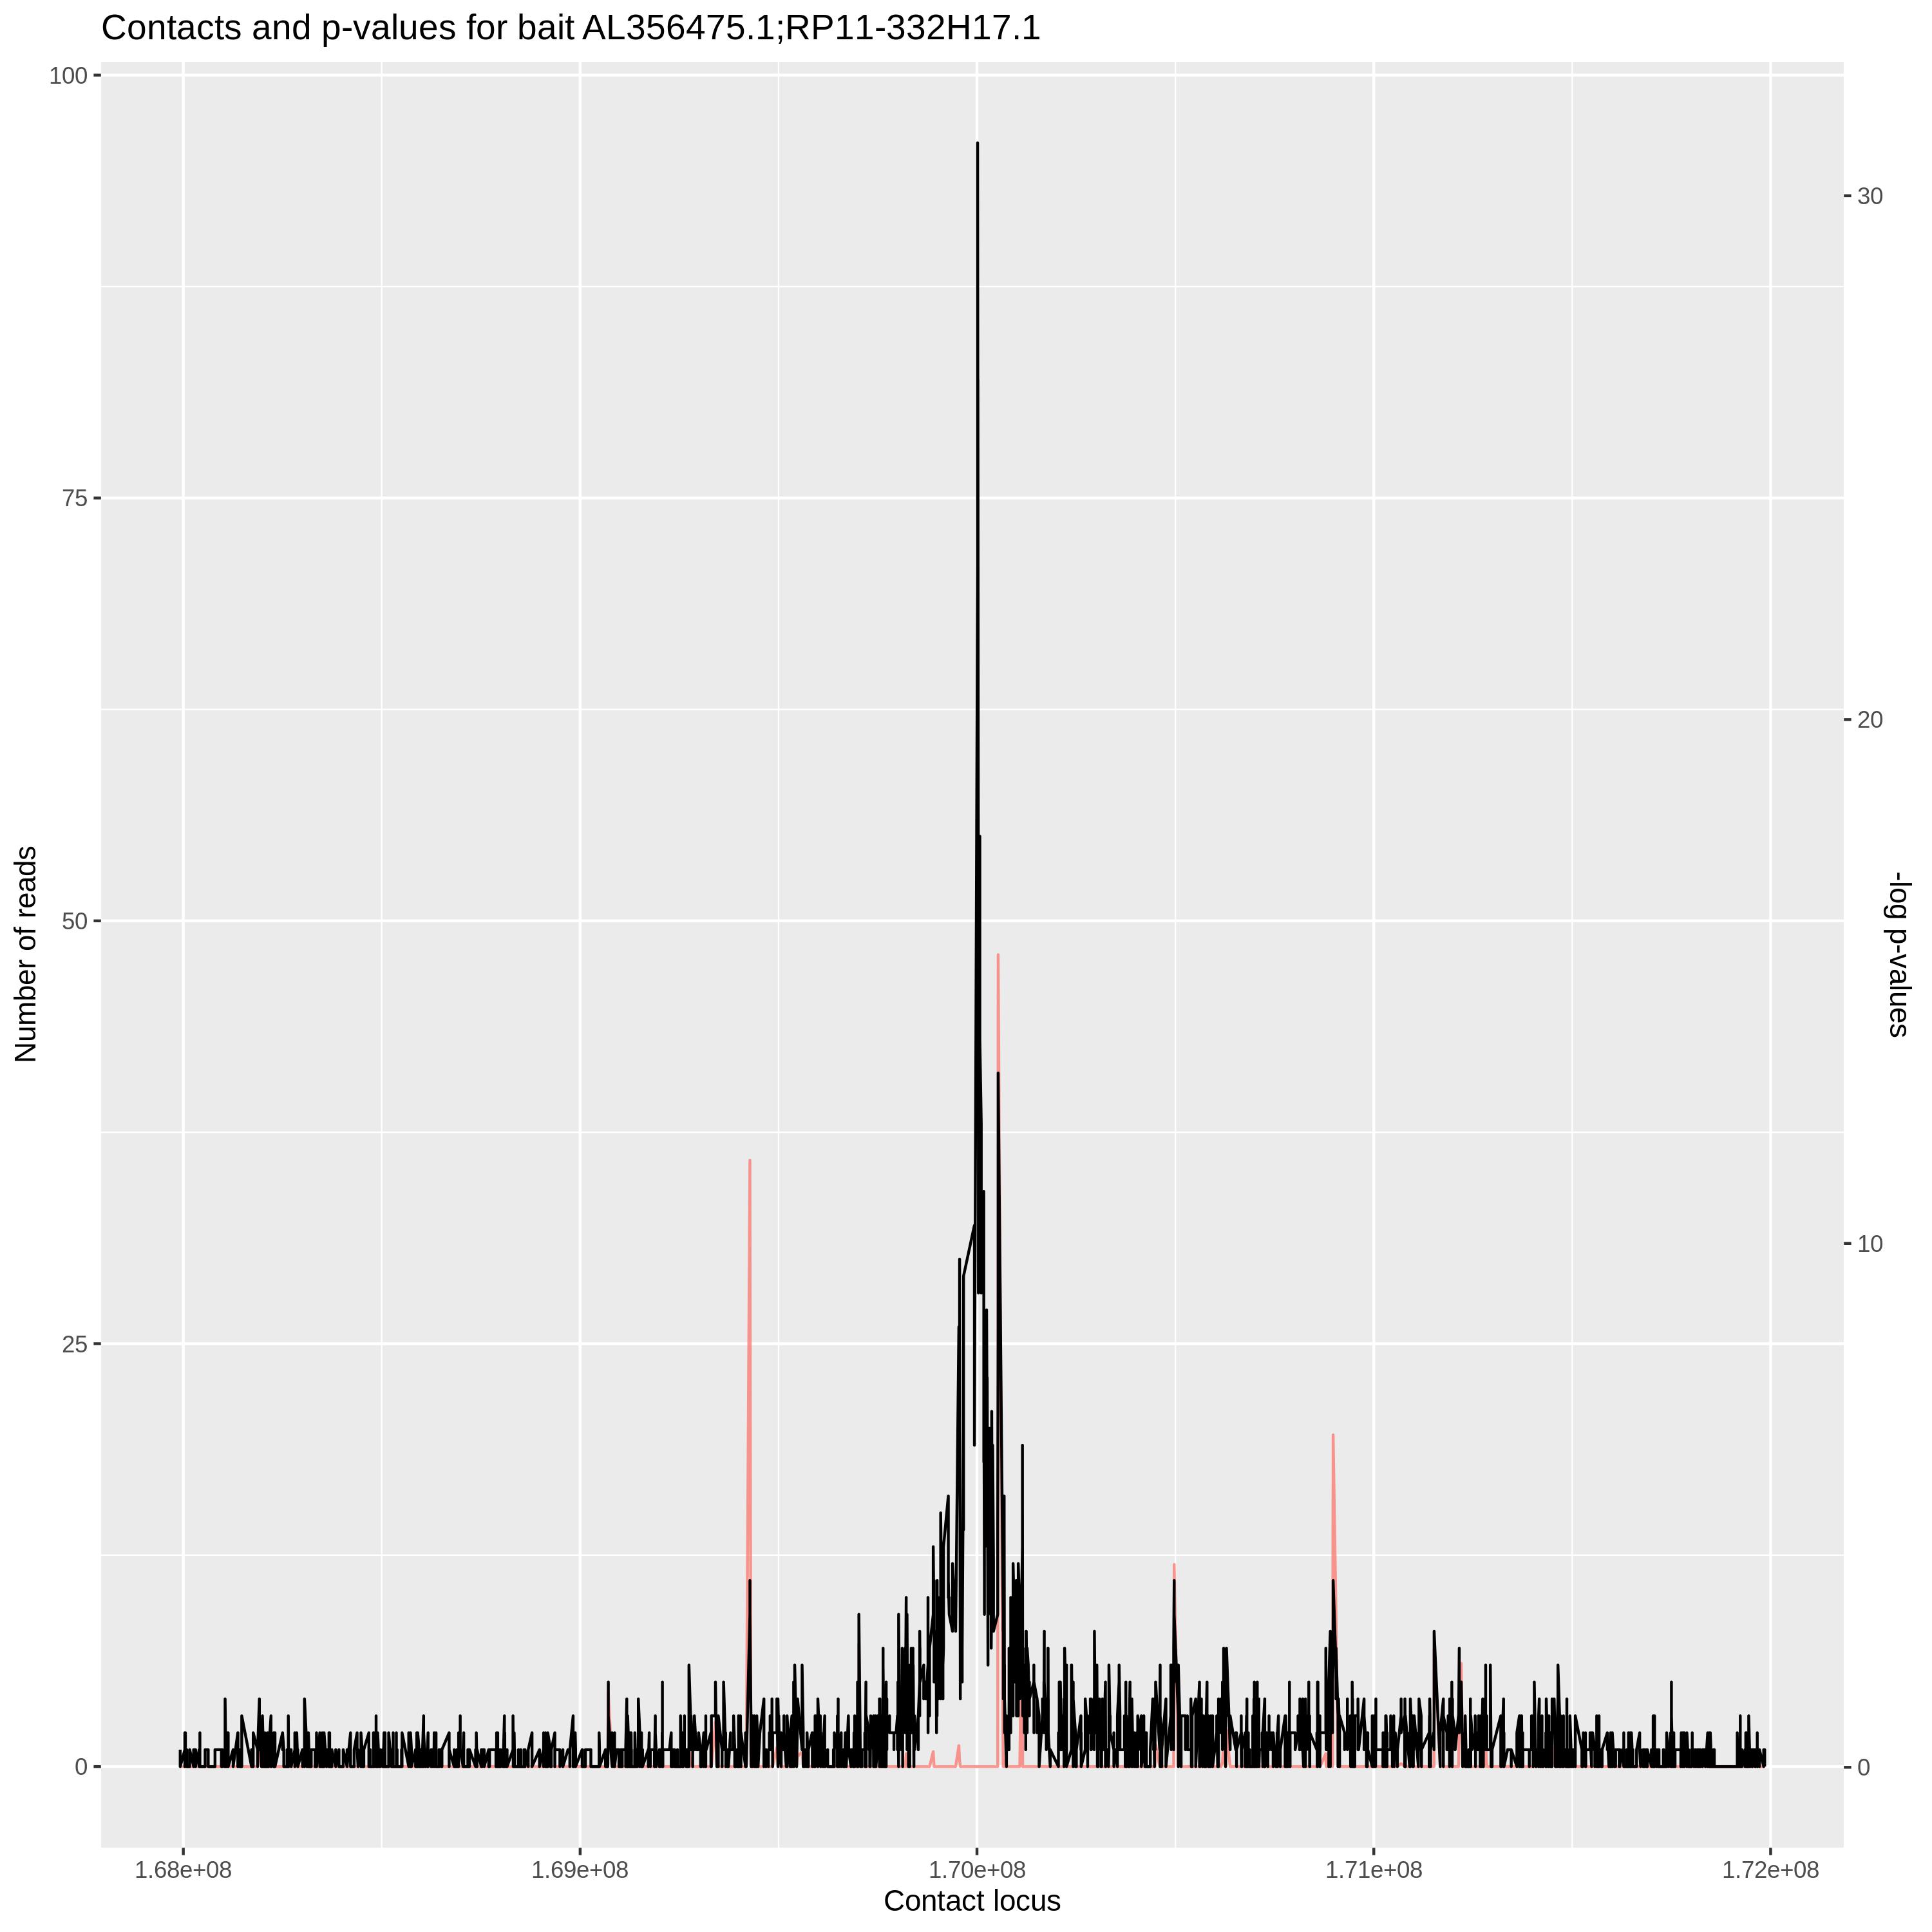 Contacts and p-values for bait AL356475.1;RP11-332H17.1
100
75
50
25
0
Number of reads
30
20
10
0
-log p-values
1.68e+08
1.69e+08
1.70e+08
1.71e+08
1.72e+08
Contact locus